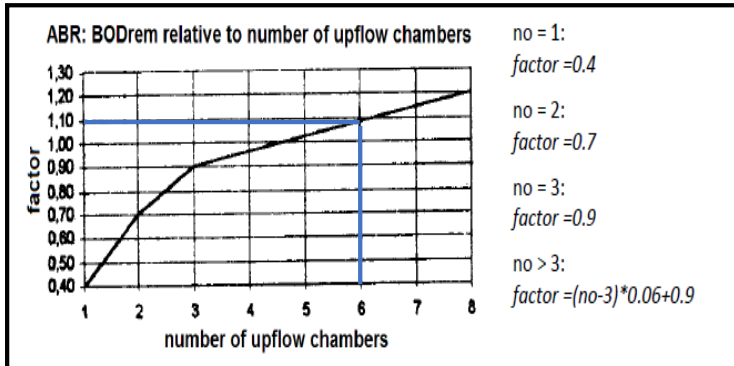 ABR: BODrem relative to number of upflow chambers
factor
1,30
1,20
1,10
1,00
0,90
0,80
0,70
0,60
0,50
0,40
1 2 3 4 5 6 7 8
number of upflow chambers
no = 1:
factor =0.4
no = 2:
factor =0.7
no = 3:
factor =0.9
no > 3:
factor =(no-3)*0.06+0.9